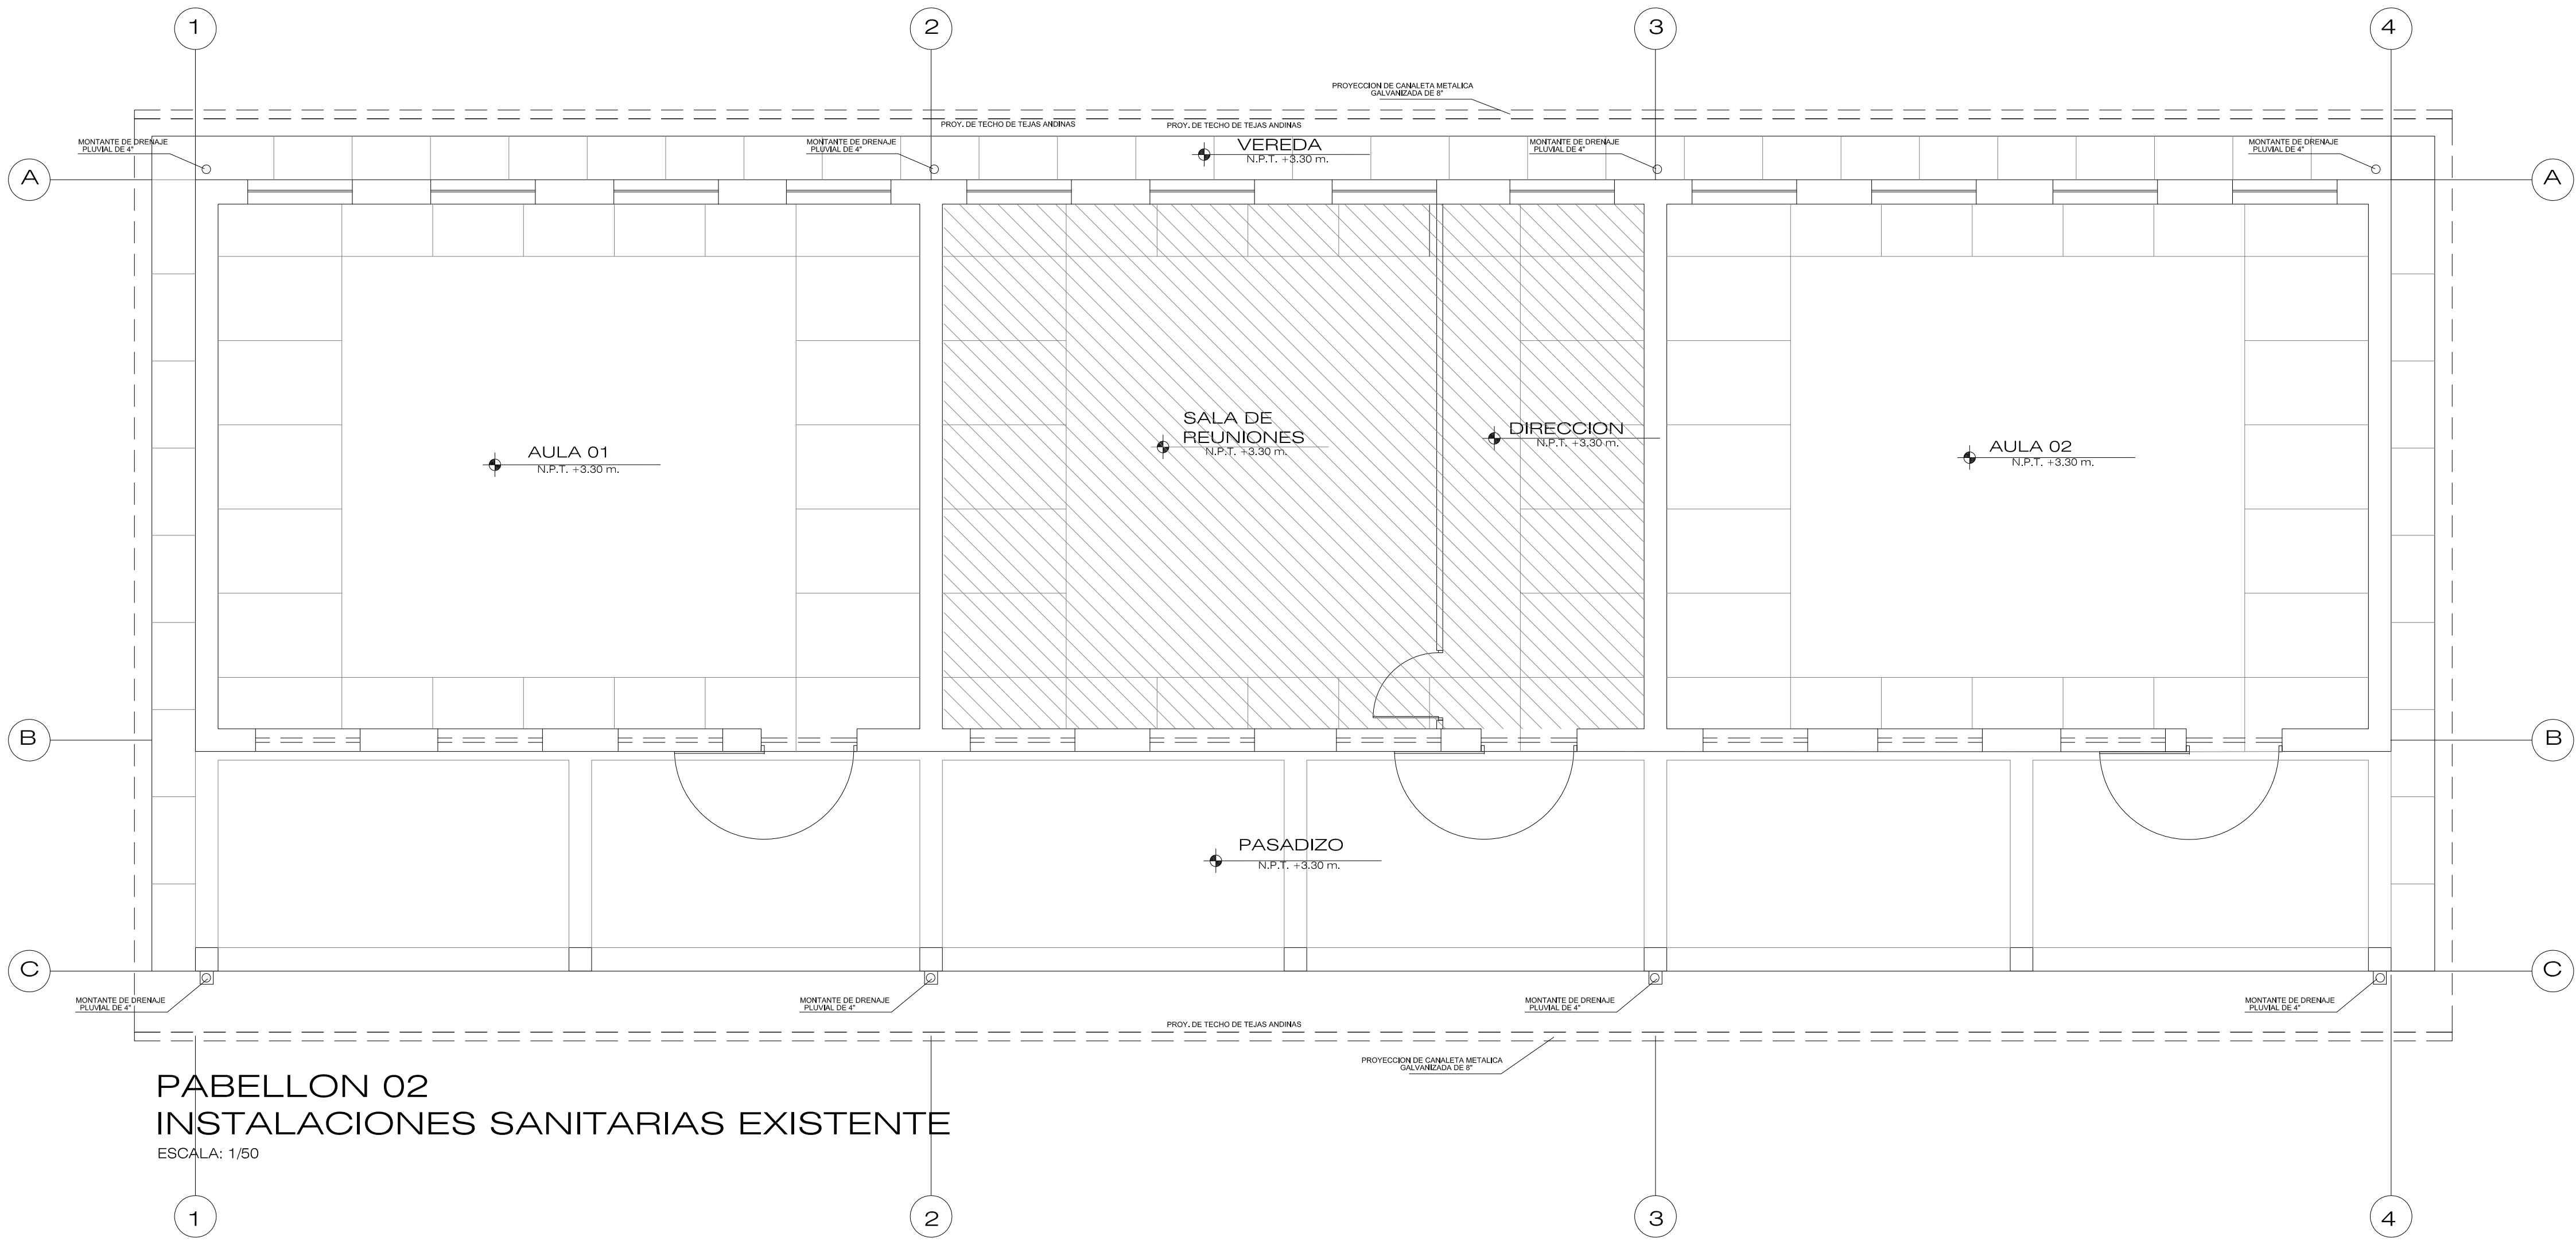 1
2
3
4
PROYECCION DE CANALETA METALICA
GALVANIZADA DE 8"
PROY. DE TECHO DE TEJAS ANDINAS
PROY. DE TECHO DE TEJAS ANDINAS
MONTANTE DE DRENAJE
PLUVIAL DE 4"
MONTANTE DE DRENAJE
PLUVIAL DE 4"
VEREDA
N.P.T. +3.30 m.
MONTANTE DE DRENAJE
PLUVIAL DE 4"
MONTANTE DE DRENAJE
PLUVIAL DE 4"
A
A
AULA 01
N.P.T. +3.30 m.
SALA DE
REUNIONES
N.P.T. +3.30 m.
DIRECCION
N.P.T. +3.30 m.
AULA 02
N.P.T. +3.30 m.
B
B
PASADIZO
N.P.T. +3.30 m.
C
C
MONTANTE DE DRENAJE
PLUVIAL DE 4"
MONTANTE DE DRENAJE
PLUVIAL DE 4"
MONTANTE DE DRENAJE
PLUVIAL DE 4"
MONTANTE DE DRENAJE
PLUVIAL DE 4"
PROY. DE TECHO DE TEJAS ANDINAS
PROYECCION DE CANALETA METALICA
GALVANIZADA DE 8"
PABELLON 02
INSTALACIONES SANITARIAS EXISTENTE
ESCALA: 1/50
1
2
3
4